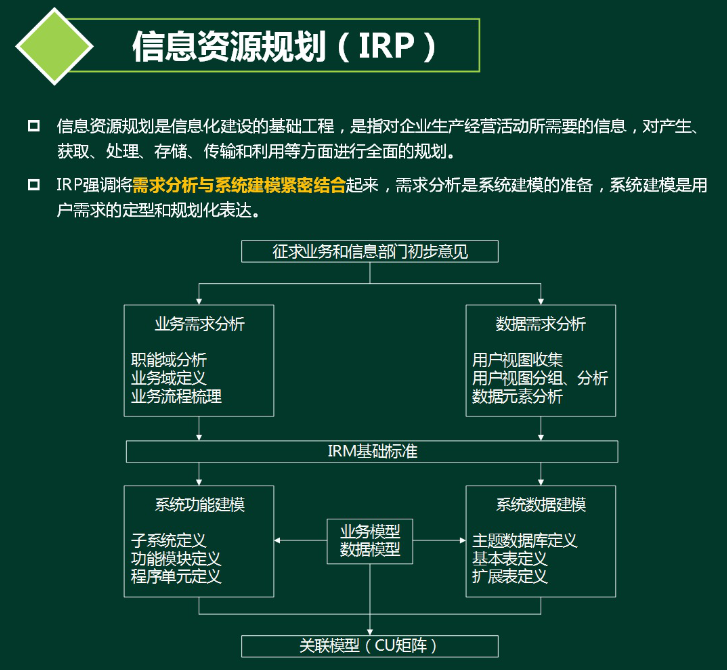 信息资源规划（IRP）
信息资源规划是信息化建设的基础工程，是指对企业生产经营活动所需要的信息，对产生、
获取、处理、存储、传输和利用等方面进行全面的规划。
IRP强调将需求分析与系统建模紧密结合起来，需求分析是系统建模的准备，系统建模是用
户需求的定型和规划化表达。
征求业务和信息部门初步意见
业务需求分析
职能域分析
业务域定义
业务流程梳理
数据需求分析
用户视图收集
用户视图分组、分析
数据元素分析
IRM基础标准
系统功能建模
子系统定义
功能模块定义
程序单元定义
业务模型
数据模型
系统数据建模
主题数据库定义
基本表定义
扩展表定义
关联模型（CU矩阵）